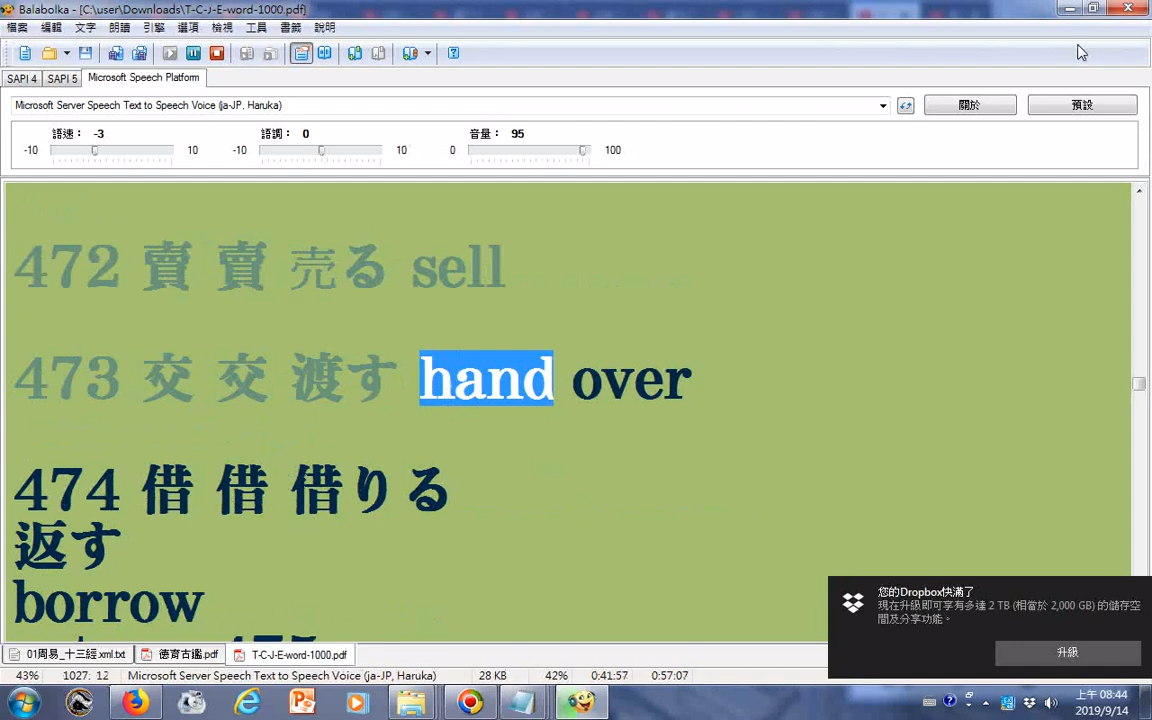 Balabolka - [C:\user\Downloads\T-C-J-E-word-1000.pdf]
檔案 編輯 文字 朗讀 引擎 選項 檢視 工具 書籤 說明
SAPI 4 SAPI 5 Microsoft Speech Platform
Microsoft Server Speech Text to Speech Voice (ja-JP, Haruka) 關於 預設
語速： -3 語調： 0 音量： 95
-10 10 -10 10 0 100
472 賣 賣 売る sell
473 交 交 渡す hand over
474 借 借 借りる
返す
borrow
您的Dropbox快滿了
現在升級即可享有多達 2 TB (相當於 2,000 GB) 的儲存空
間及分享功能。
升級
01周易_十三經.xml.txt 德育古鑑.pdf T-C-J-E-word-1000.pdf
43% 1027: 12 Microsoft Server Speech Text to Speech Voice (ja-JP, Haruka) 28 KB 42% 0:41:57 0:57:07
上午 08:44
2019/9/14